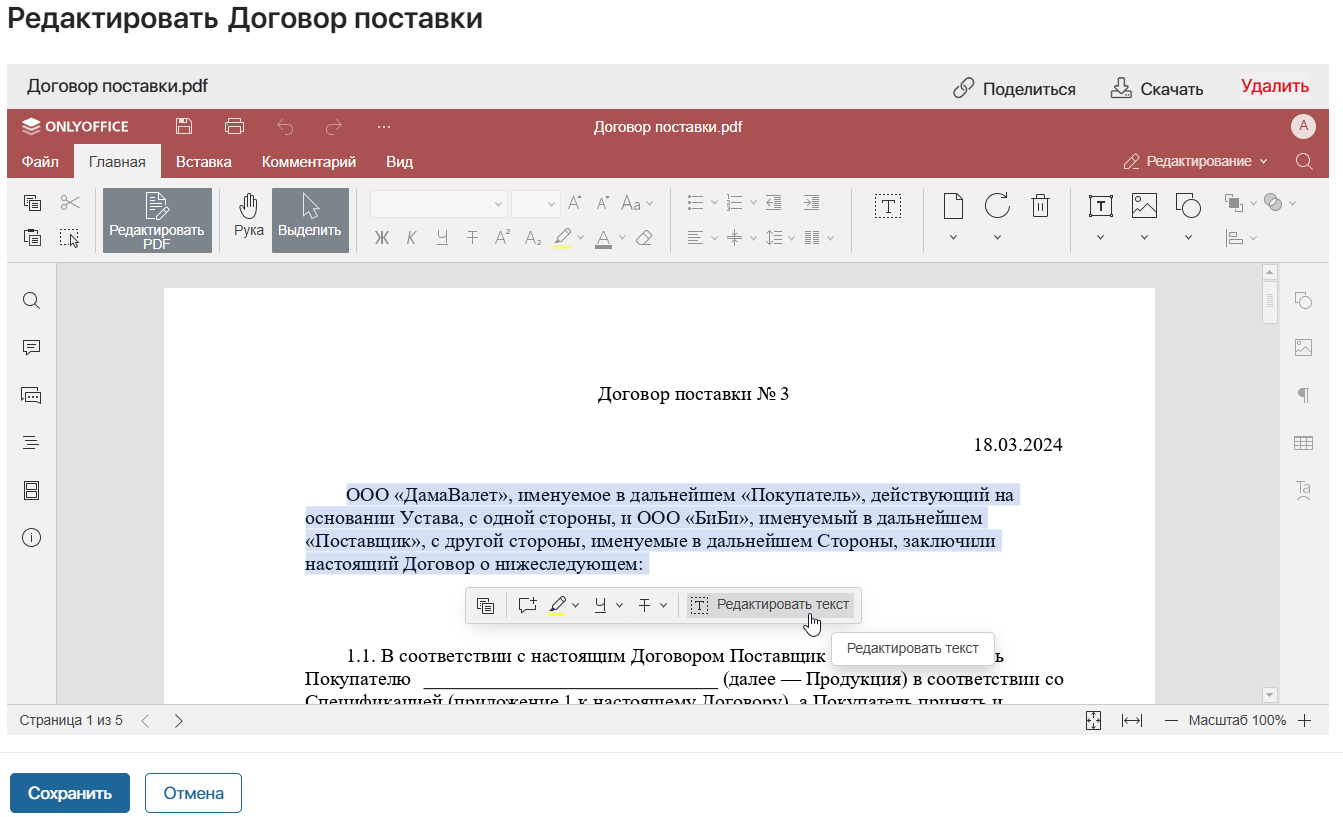 Редактировать Договор поставки
Договор поставки.pdf
Поделиться
Скачать
Удалить
ONLYOFFICE
Договор поставки.pdf
А
Файл
Главная
Вставка
Комментарий
Вид
Редактирование
Редактировать
PDF
Рука
Выделить
Aa
Ж
К
Ч
Т
A²
A₂
A
T
T
Ta
Договор поставки № 3
18.03.2024
ООО «ДамаВалет», именуемое в дальнейшем «Покупатель», действующий на
основании Устава, с одной стороны, и ООО «БиБи», именуемый в дальнейшем
«Поставщик», с другой стороны, именуемые в дальнейшем Стороны, заключили
настоящий Договор о нижеследующем:
Ч
Т
T
Редактировать текст
Редактировать текст
1.1. В соответствии с настоящим Договором Поставщик ь
Покупателю ______________________________ (далее — Продукция) в соответствии со
Спецификацией (приложение 1 к настоящему Договору), а Покупатель принять и
Страница 1 из 5
Масштаб 100%
Сохранить
Отмена